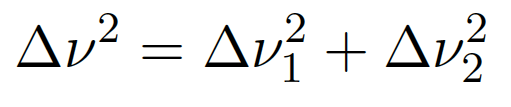 Δν² = Δν₁² + Δν₂²